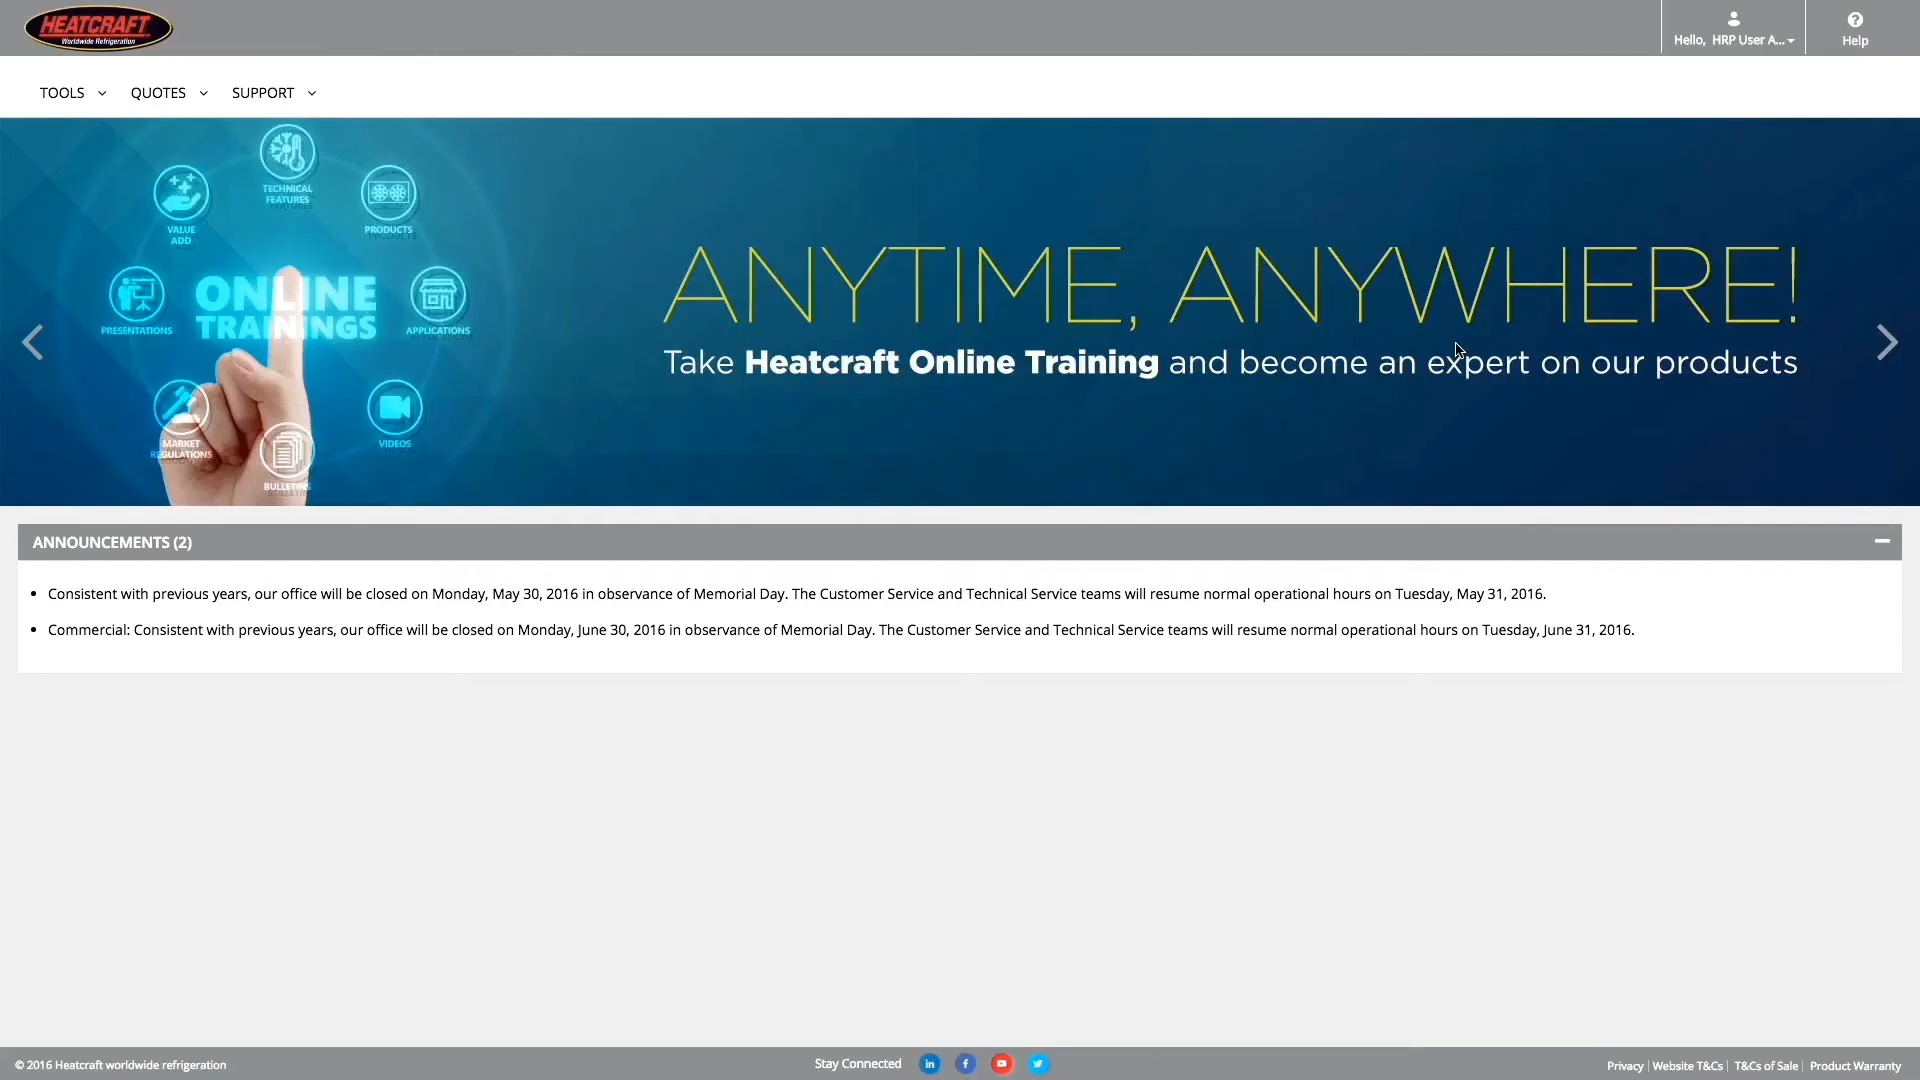 HEATCRAFT
Worldwide Refrigeration
Hello, HRP User A...
Help
TOOLS
QUOTES
SUPPORT
TECHNICAL
FEATURES
VALUE
ADD
PRODUCTS
PRESENTATIONS
ONLINE
TRAININGS
APPLICATIONS
MARKET
REGULATIONS
VIDEOS
BULLETINS
ANYTIME, ANYWHERE!
Take Heatcraft Online Training and become an expert on our products
ANNOUNCEMENTS (2)
• Consistent with previous years, our office will be closed on Monday, May 30, 2016 in observance of Memorial Day. The Customer Service and Technical Service teams will resume normal operational hours on Tuesday, May 31, 2016.
• Commercial: Consistent with previous years, our office will be closed on Monday, June 30, 2016 in observance of Memorial Day. The Customer Service and Technical Service teams will resume normal operational hours on Tuesday, June 31, 2016.
© 2016 Heatcraft worldwide refrigeration
Stay Connected
Privacy | Website T&Cs | T&Cs of Sale | Product Warranty